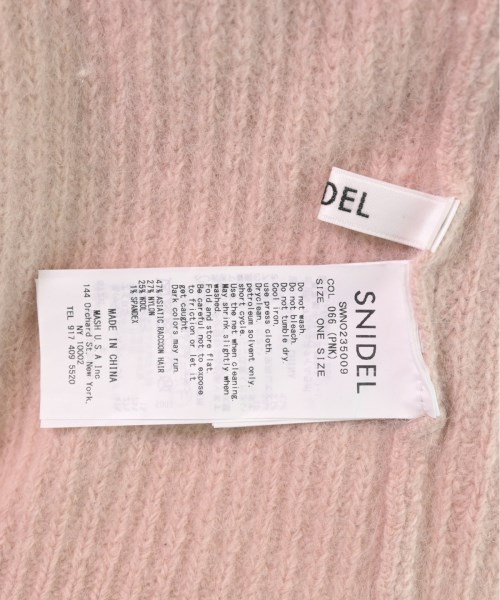 DEL
SNIDEL
SWNO235009
COL 066 (PNK)
SIZE ONE SIZE
Do not wash.
Do not bleach.
Do not tumble dry.
Cool iron.
use press cloth.
Dryclean.
petroleum solvent only,
short cycle.
Use the net when cleaning.
May shrink slightly when
washed.
Fold and store flat.
Be careful not to expose
to friction or let it
get caught.
Dark colors may run.
47% ASIATIC RACCOON HAIR
27% NYLON
25% WOOL
1% SPANDEX
MADE IN CHINA
MASH U.S.A Inc.
144 Orchard St. New York,
NY 10002
TEL 917 409 5520